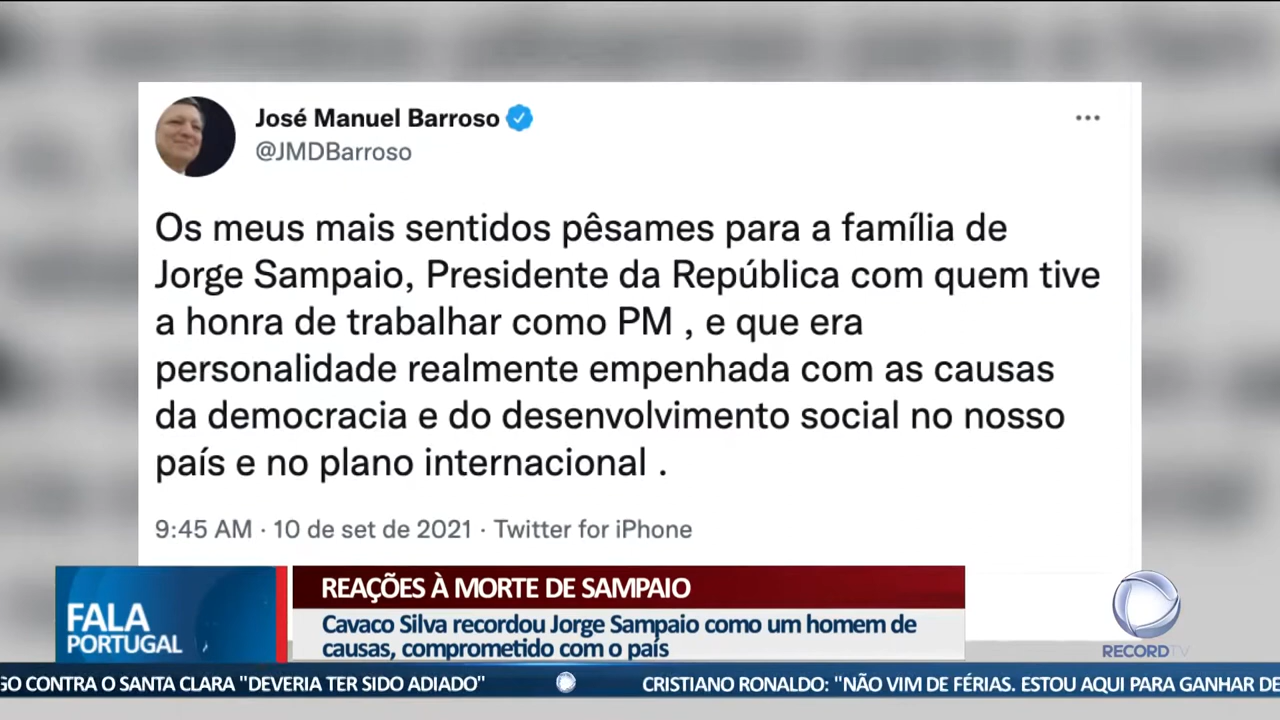 José Manuel Barroso
@JMDBarroso
Os meus mais sentidos pêsames para a família de
Jorge Sampaio, Presidente da República com quem tive
a honra de trabalhar como PM , e que era
personalidade realmente empenhada com as causas
da democracia e do desenvolvimento social no nosso
país e no plano internacional .
9:45 AM · 10 de set de 2021 · Twitter for iPhone
FALA
PORTUGAL
REAÇÕES À MORTE DE SAMPAIO
Cavaco Silva recordou Jorge Sampaio como um homem de
causas, comprometido com o país
RECORD TV
GO CONTRA O SANTA CLARA "DEVERIA TER SIDO ADIADO"
CRISTIANO RONALDO: "NÃO VIM DE FÉRIAS. ESTOU AQUI PARA GANHAR DE